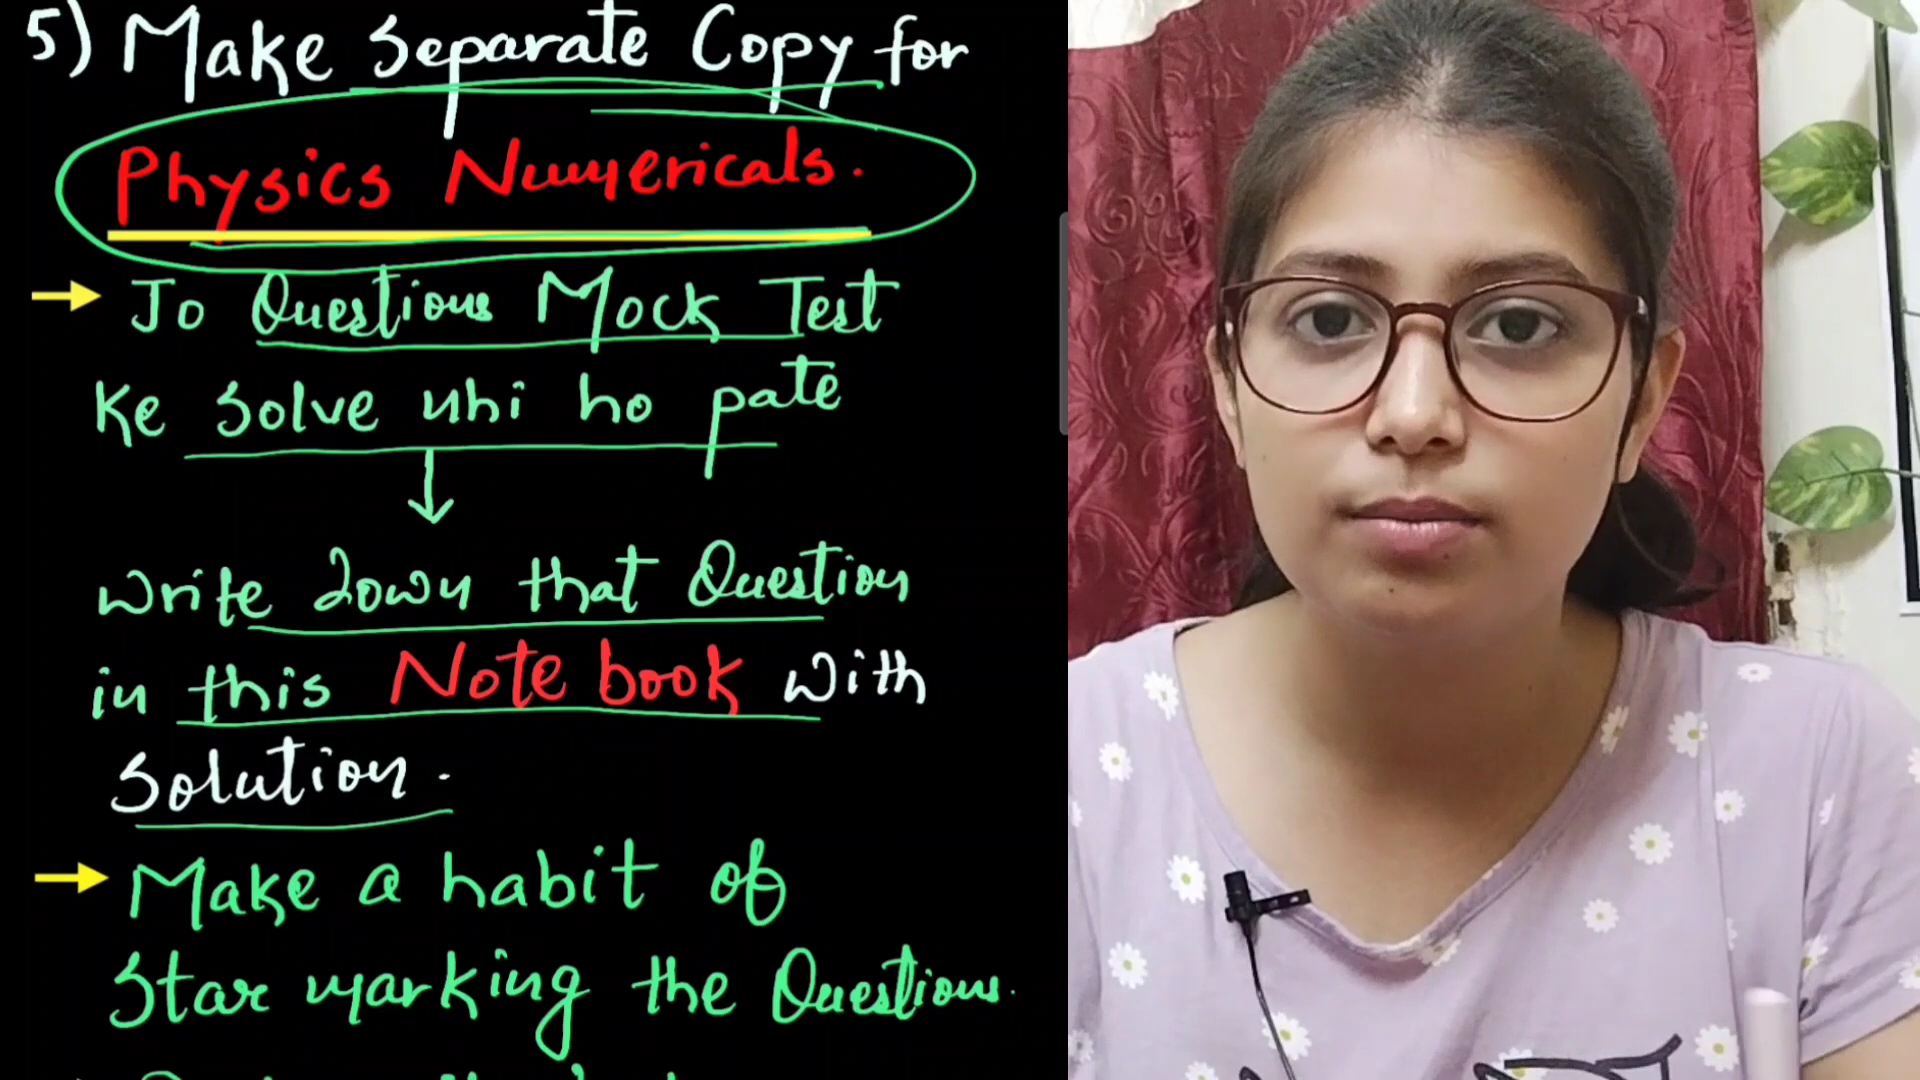 5) Make Separate Copy for
Physics Numericals.
→ Jo Questions Mock Test
Ke solve nhi ho pate
↓
write down that Question
in this Note book with
Solution.
→ Make a habit of
Star marking the Questions.